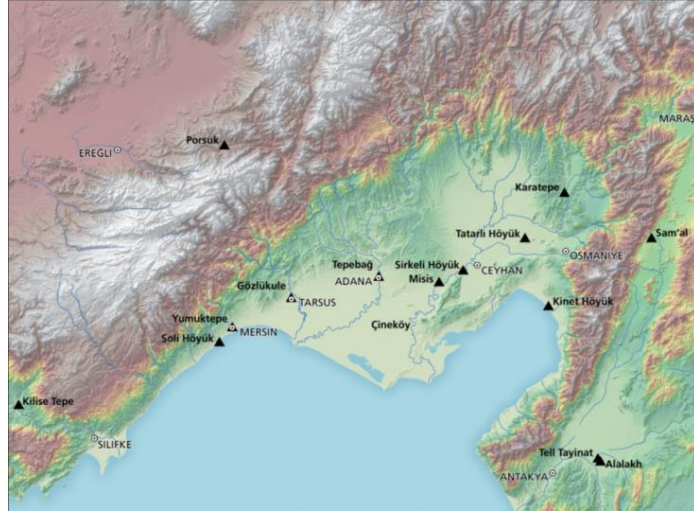 MARAŞ
Porsuk
EREĞLI
Karatepe
Tatarlı Höyük
Sam'al
OSMANIYE
Tepebağ
ADANA
Sirkeli Höyük
CEYHAN
Misis
Gözlükule
TARSUS
Kinet Höyük
Yumuktepe
MERSIN
Çineköy
Soli Höyük
Kilise Tepe
SILIFKE
Tell Tayinat
Alalakh
ANTAKYA